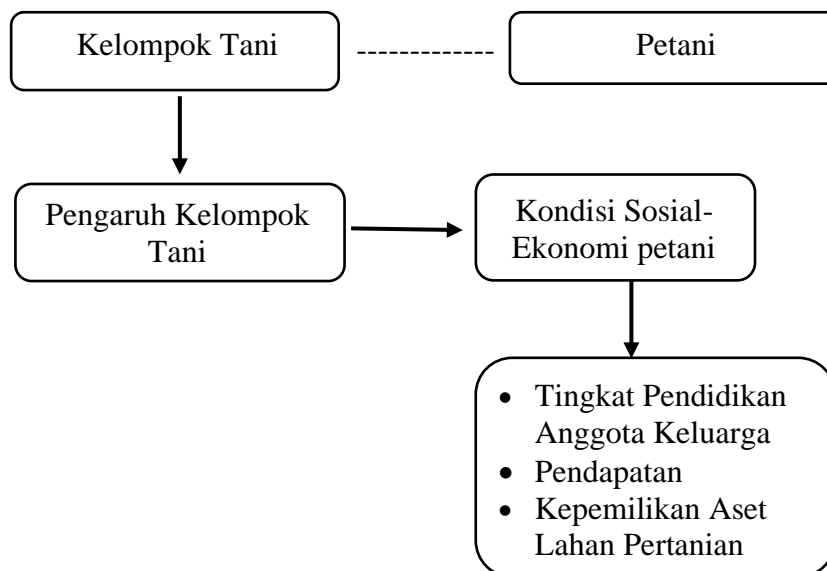 Kelompok Tani
Petani
Pengaruh Kelompok
Tani
Kondisi Sosial-
Ekonomi petani
• Tingkat Pendidikan
Anggota Keluarga
• Pendapatan
• Kepemilikan Aset
Lahan Pertanian